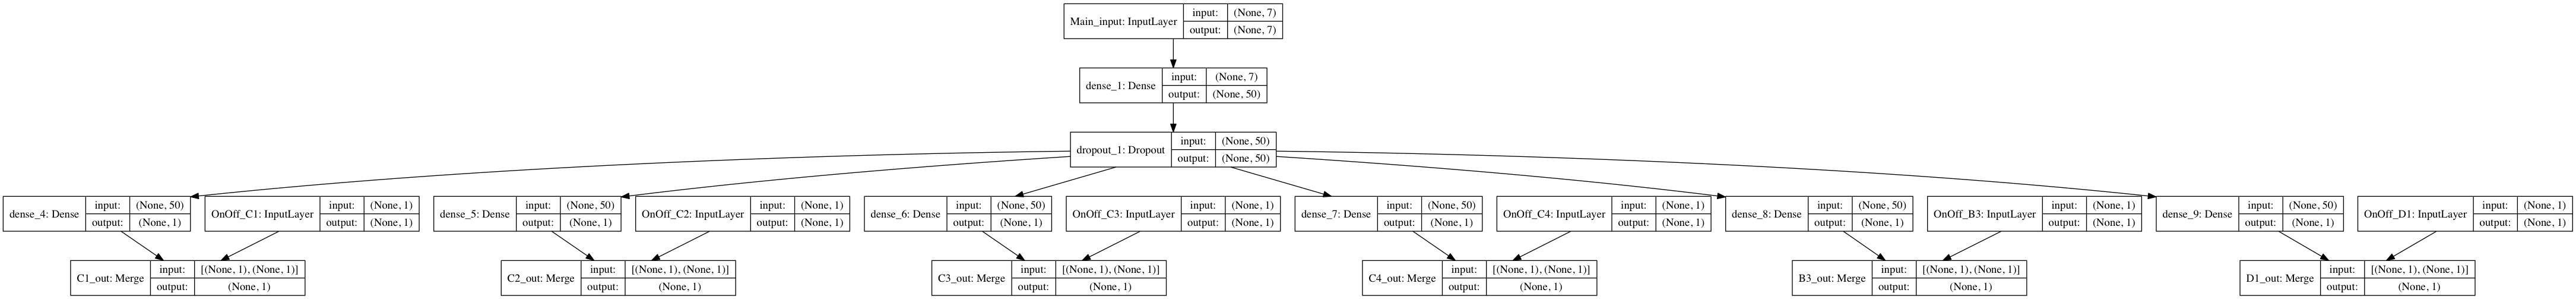 Main_input: InputLayer
input: (None, 7)
output: (None, 7)
dense_1: Dense
input: (None, 7)
output: (None, 50)
dropout_1: Dropout
input: (None, 50)
output: (None, 50)
dense_4: Dense
input: (None, 50)
output: (None, 1)
OnOff_C1: InputLayer
input: (None, 1)
output: (None, 1)
dense_5: Dense
input: (None, 50)
output: (None, 1)
OnOff_C2: InputLayer
input: (None, 1)
output: (None, 1)
dense_6: Dense
input: (None, 50)
output: (None, 1)
OnOff_C3: InputLayer
input: (None, 1)
output: (None, 1)
dense_7: Dense
input: (None, 50)
output: (None, 1)
OnOff_C4: InputLayer
input: (None, 1)
output: (None, 1)
dense_8: Dense
input: (None, 50)
output: (None, 1)
OnOff_B3: InputLayer
input: (None, 1)
output: (None, 1)
dense_9: Dense
input: (None, 50)
output: (None, 1)
OnOff_D1: InputLayer
input: (None, 1)
output: (None, 1)
C1_out: Merge
input: [(None, 1), (None, 1)]
output: (None, 1)
C2_out: Merge
input: [(None, 1), (None, 1)]
output: (None, 1)
C3_out: Merge
input: [(None, 1), (None, 1)]
output: (None, 1)
C4_out: Merge
input: [(None, 1), (None, 1)]
output: (None, 1)
B3_out: Merge
input: [(None, 1), (None, 1)]
output: (None, 1)
D1_out: Merge
input: [(None, 1), (None, 1)]
output: (None, 1)